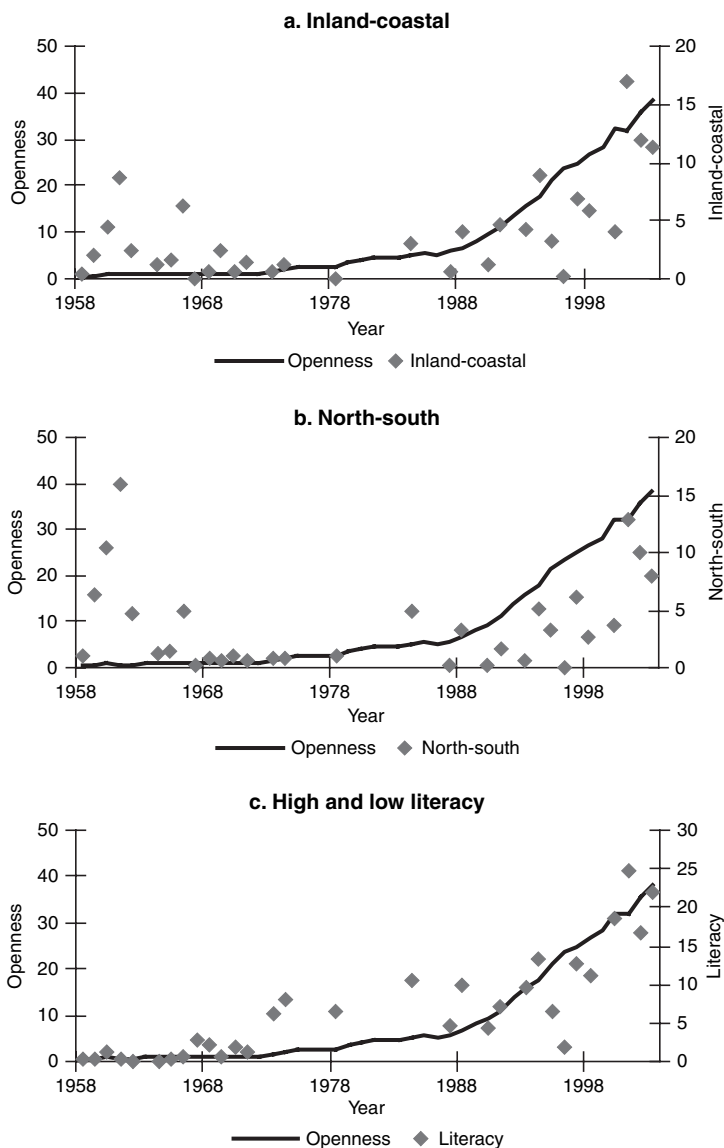 a. Inland-coastal
50
40
30
20
10
0
Openness
20
15
10
5
0
Inland-coastal
1958 1968 1978 1988 1998
Year
Openness Inland-coastal
b. North-south
50
40
30
20
10
0
Openness
20
15
10
5
0
North-south
1958 1968 1978 1988 1998
Year
Openness North-south
c. High and low literacy
50
40
30
20
10
0
Openness
30
25
20
15
10
5
0
Literacy
1958 1968 1978 1988 1998
Year
Openness Literacy